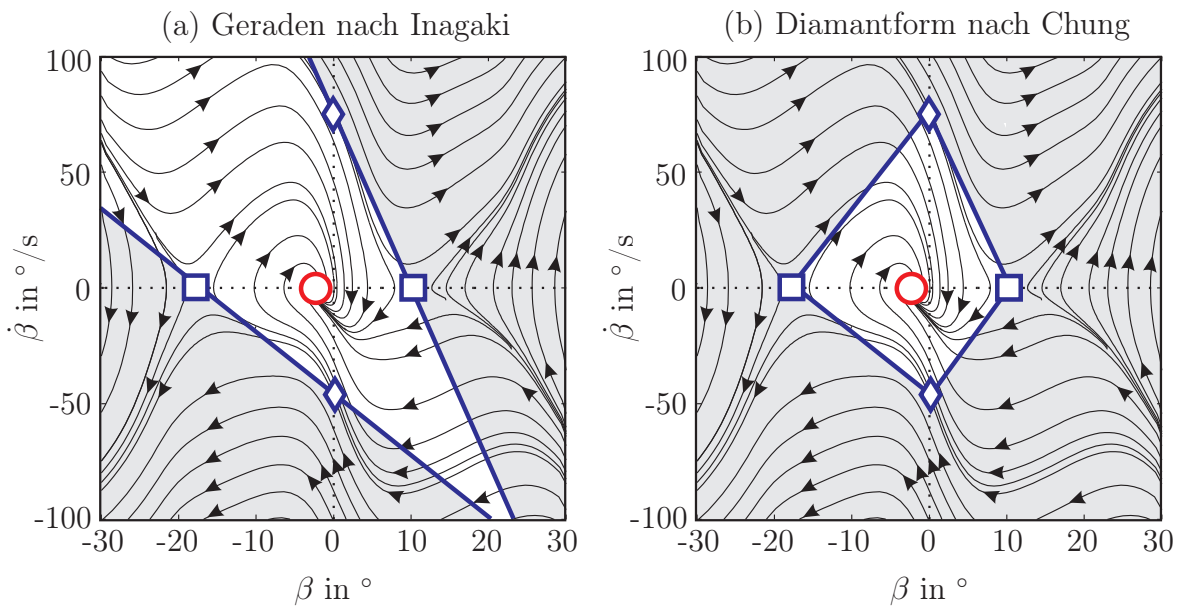 (a) Geraden nach Inagaki
100
50
0
-50
-100
-30 -20 -10 0 10 20 30
β̇ in °/s
β in °
(b) Diamantform nach Chung
100
50
0
-50
-100
-30 -20 -10 0 10 20 30
β̇ in °/s
β in °